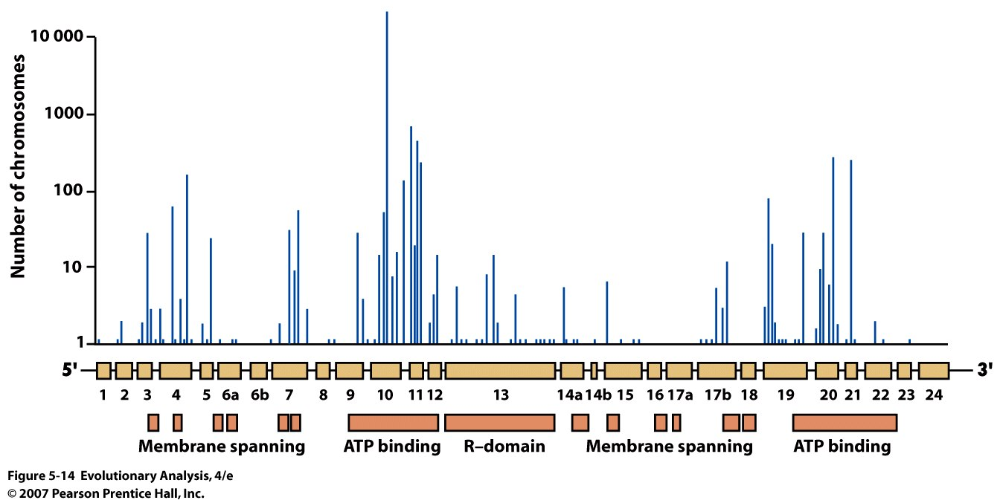 Number of chromosomes
10 000
1000
100
10
1
5' 3'
1 2 3 4 5 6a 6b 7 8 9 10 11 12 13 14a 14b 15 16 17a 17b 18 19 20 21 22 23 24
Membrane spanning ATP binding R–domain Membrane spanning ATP binding
Figure 5-14 Evolutionary Analysis, 4/e
© 2007 Pearson Prentice Hall, Inc.